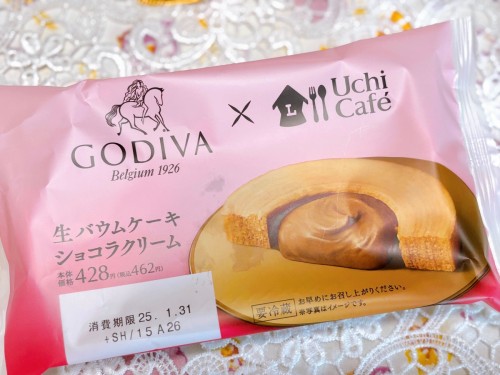 GODIVA
Belgium 1926
×
L
Uchi
Café
生バウムケーキ
ショコラクリーム
本体
価格 428円(税込462円)
消費期限 25. 1.31
+SH/15 A26
要冷蔵
お早めにお召し上がりください。
※写真はイメージです。